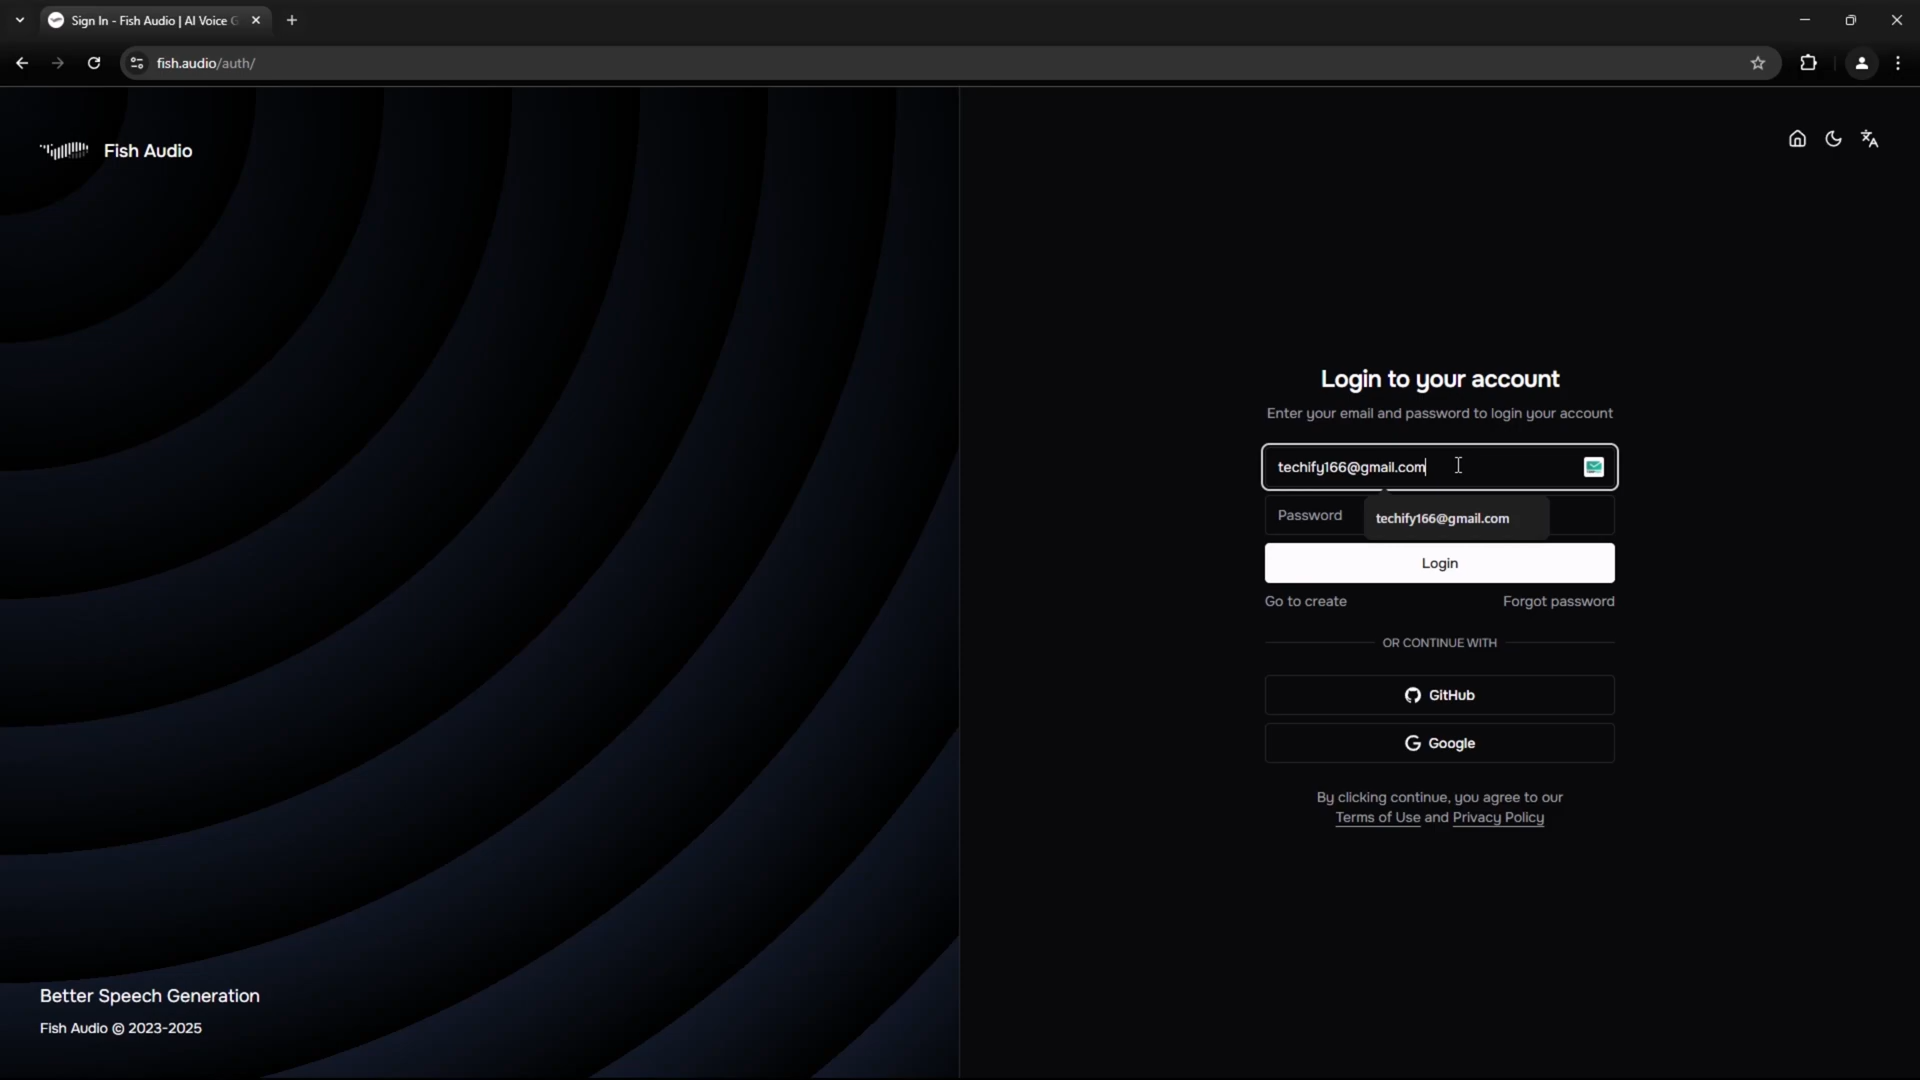 Sign In - Fish Audio | AI Voice G
fish.audio/auth/
Fish Audio
Login to your account
Enter your email and password to login your account
techify166@gmail.com
Password
techify166@gmail.com
Login
Go to create
Forgot password
OR CONTINUE WITH
GitHub
Google
By clicking continue, you agree to our
Terms of Use and Privacy Policy
Better Speech Generation
Fish Audio © 2023-2025